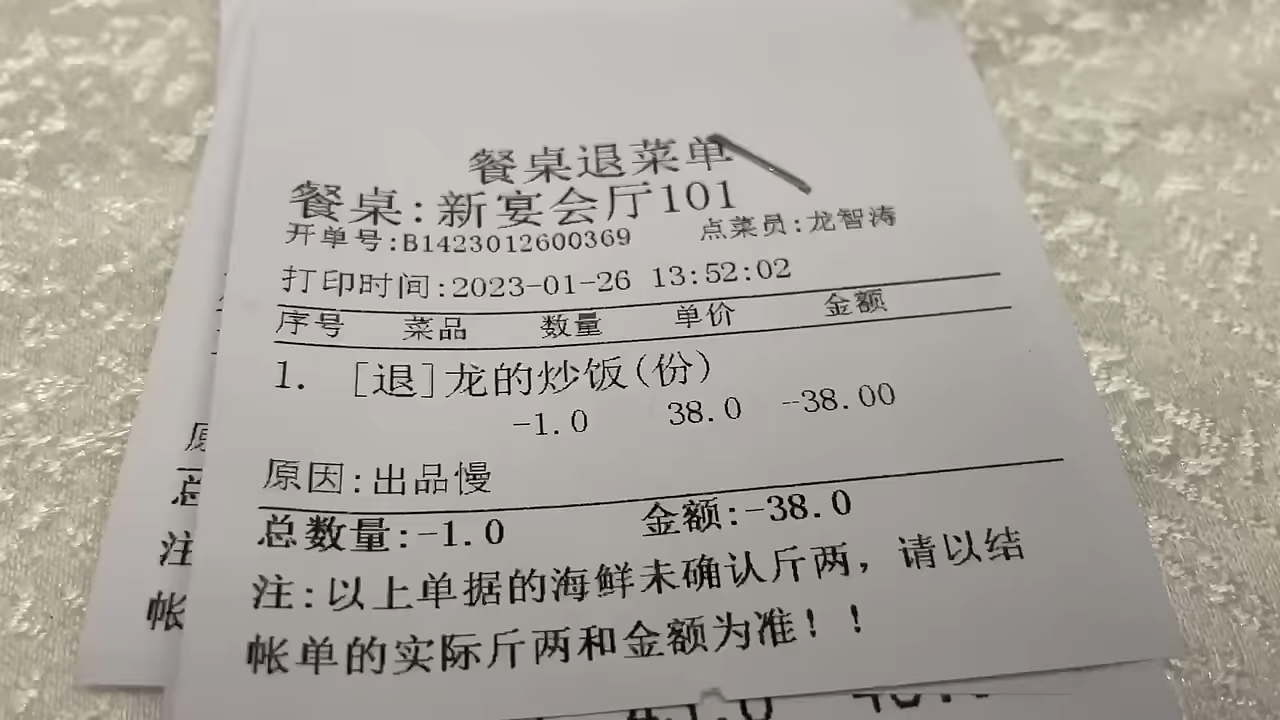 餐桌退菜单
餐桌:新宴会厅101
开单号:B1423012600369 点菜员:龙智涛
打印时间:2023-01-26 13:52:02
序号 菜品 数量 单价 金额
1. [退]龙的炒饭(份)
-1.0 38.0 -38.00
原因:出品慢
总数量:-1.0 金额:-38.0
注:以上单据的海鲜未确认斤两，请以结
帐单的实际斤两和金额为准！！
原
总
注
帐